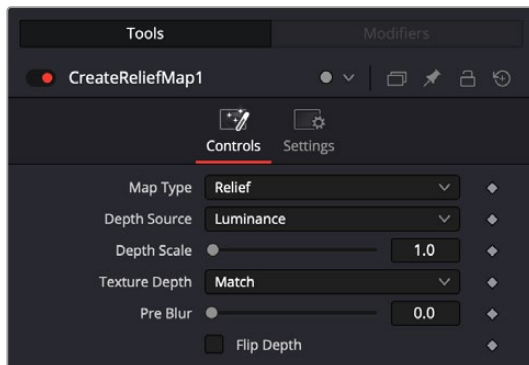 Tools Modifiers
CreateReliefMap1
Controls Settings
Map Type Relief
Depth Source Luminance
Depth Scale 1.0
Texture Depth Match
Pre Blur 0.0
Flip Depth